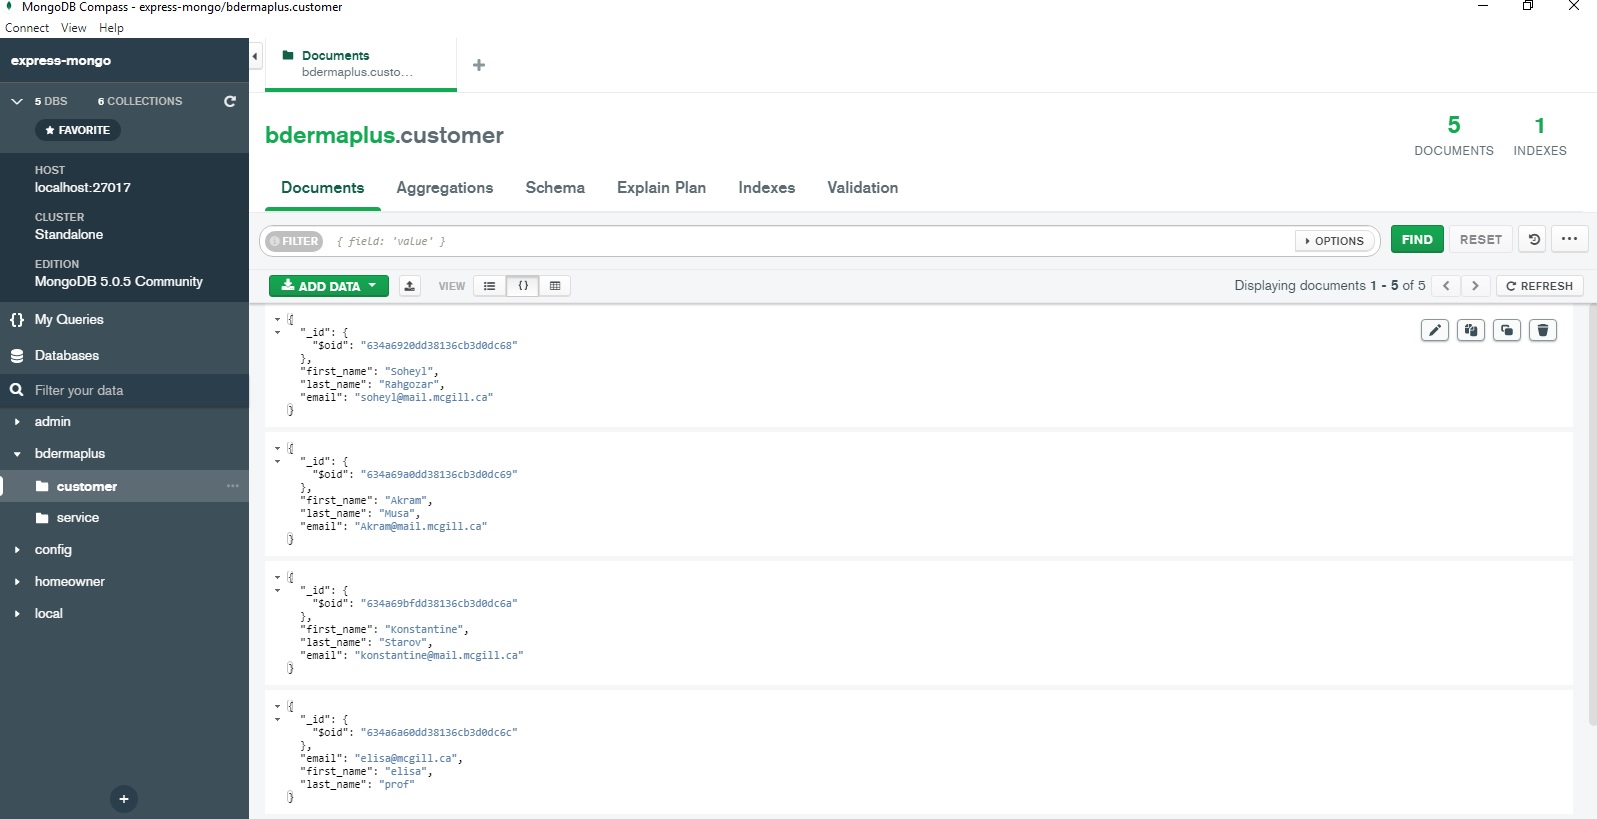 MongoDB Compass - express-mongo/bdermaplus.customer
Connect View Help
express-mongo
5 DBS 6 COLLECTIONS
FAVORITE
HOST
localhost:27017
CLUSTER
Standalone
EDITION
MongoDB 5.0.5 Community
{} My Queries
Databases
Filter your data
admin
bdermaplus
customer ...
service
config
homeowner
local
+
Documents
bdermaplus.custo...
+
bdermaplus.customer
5
DOCUMENTS
1
INDEXES
Documents Aggregations Schema Explain Plan Indexes Validation
FILTER { field: 'value' } OPTIONS FIND RESET ...
ADD DATA VIEW {} Displaying documents 1 - 5 of 5 < > REFRESH
{
"_id": {
"$oid": "634a6920dd38136cb3d0dc68"
},
"first_name": "Soheyl",
"last_name": "Rahgozar",
"email": "soheyl@mail.mcgill.ca"
}
{
"_id": {
"$oid": "634a69a0dd38136cb3d0dc69"
},
"first_name": "Akram",
"last_name": "Musa",
"email": "Akram@mail.mcgill.ca"
}
{
"_id": {
"$oid": "634a69bfdd38136cb3d0dc6a"
},
"first_name": "Konstantine",
"last_name": "Starov",
"email": "konstantine@mail.mcgill.ca"
}
{
"_id": {
"$oid": "634a6a60dd38136cb3d0dc6c"
},
"email": "elisa@mcgill.ca",
"first_name": "elisa",
"last_name": "prof"
}